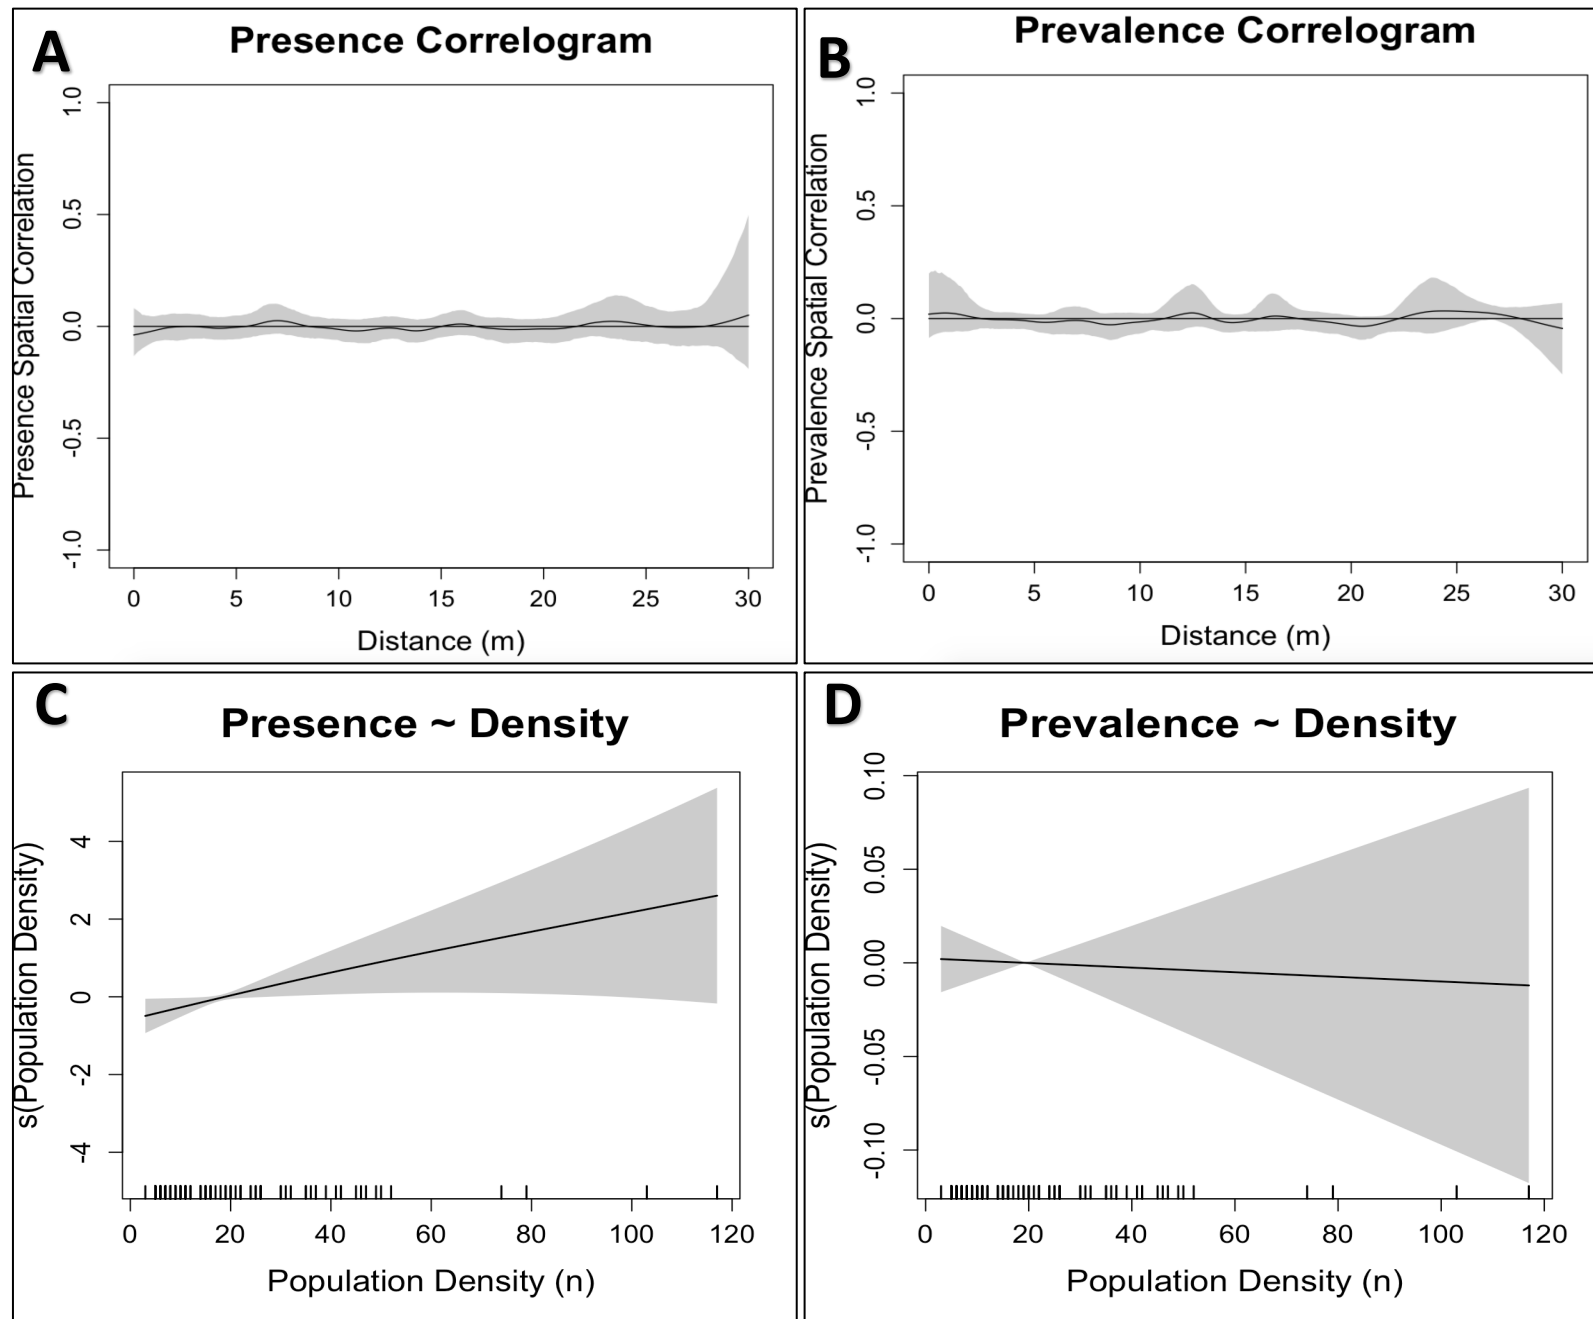 A
Presence Correlogram
Presence Spatial Correlation
1.0
0.5
0.0
-0.5
-1.0
0 5 10 15 20 25 30
Distance (m)
B
Prevalence Correlogram
Prevalence Spatial Correlation
1.0
0.5
0.0
-0.5
-1.0
0 5 10 15 20 25 30
Distance (m)
C
Presence ~ Density
s(Population Density)
4
2
0
-2
-4
0 20 40 60 80 100 120
Population Density (n)
D
Prevalence ~ Density
s(Population Density)
0.10
0.05
0.00
-0.05
-0.10
0 20 40 60 80 100 120
Population Density (n)